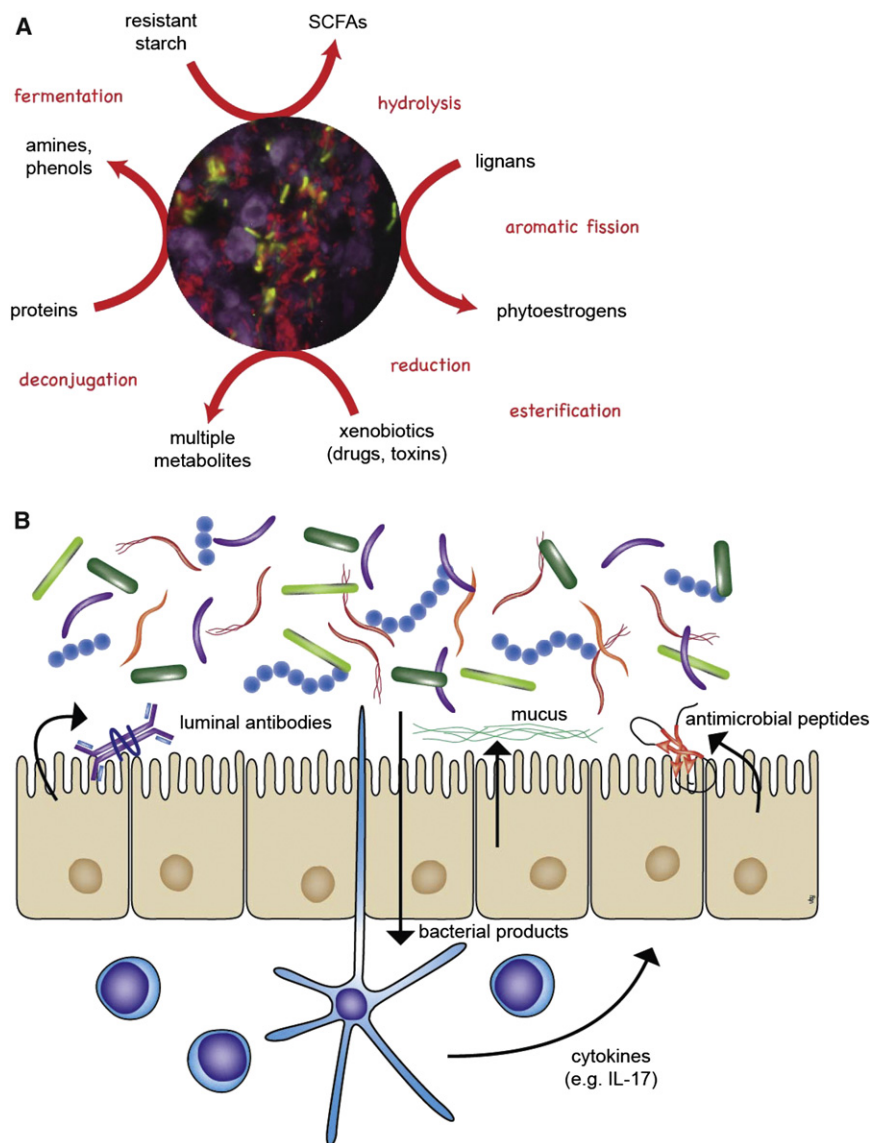 A
resistant
starch
SCFAs
fermentation
hydrolysis
amines,
phenols
lignans
aromatic fission
proteins
phytoestrogens
deconjugation
reduction
esterification
multiple
metabolites
xenobiotics
(drugs, toxins)
B
luminal antibodies
mucus
antimicrobial peptides
bacterial products
cytokines
(e.g. IL-17)